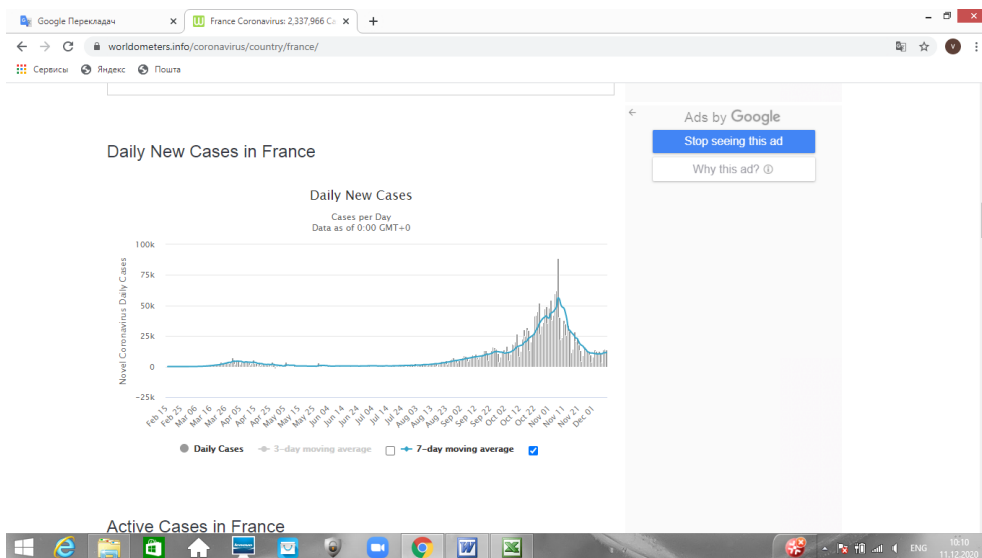 Google Перекладач
France Coronavirus: 2,337,966 Ca
worldometers.info/coronavirus/country/france/
Сервисы Яндекс Пошта
Ads by Google
Stop seeing this ad
Why this ad?
Daily New Cases in France
Daily New Cases
Cases per Day
Data as of 0:00 GMT+0
Novel Coronavirus Daily Cases
100k
75k
50k
25k
0
-25k
Feb 15
Feb 25
Mar 06
Mar 16
Mar 26
Apr 05
Apr 15
Apr 25
May 05
May 15
May 25
Jun 04
Jun 14
Jun 24
Jul 04
Jul 14
Jul 24
Aug 03
Aug 13
Aug 23
Sep 02
Sep 12
Sep 22
Oct 02
Oct 12
Oct 22
Nov 01
Nov 11
Nov 21
Dec 01
Daily Cases 3-day moving average 7-day moving average
Active Cases in France
ENG
10:10
11.12.2020